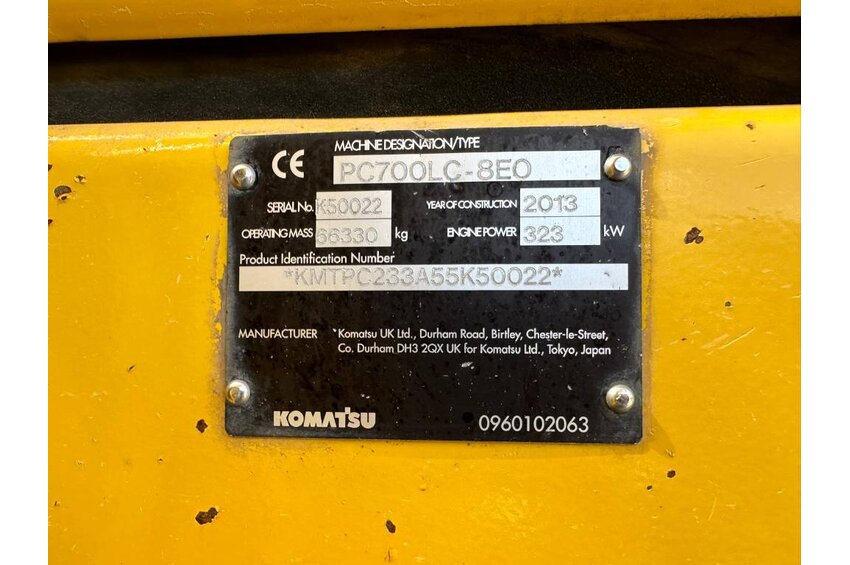 CE
MACHINE DESIGNATION/TYPE
PC700LC-8E0
SERIAL No. K50022 YEAR OF CONSTRUCTION 2013
OPERATING MASS 66330 kg ENGINE POWER 323 kW
Product Identification Number
*KMTPC233A55K50022*
MANUFACTURER Komatsu UK Ltd., Durham Road, Birtley, Chester-le-Street,
Co. Durham DH3 2QX UK for Komatsu Ltd., Tokyo, Japan
KOMATSU 0960102063